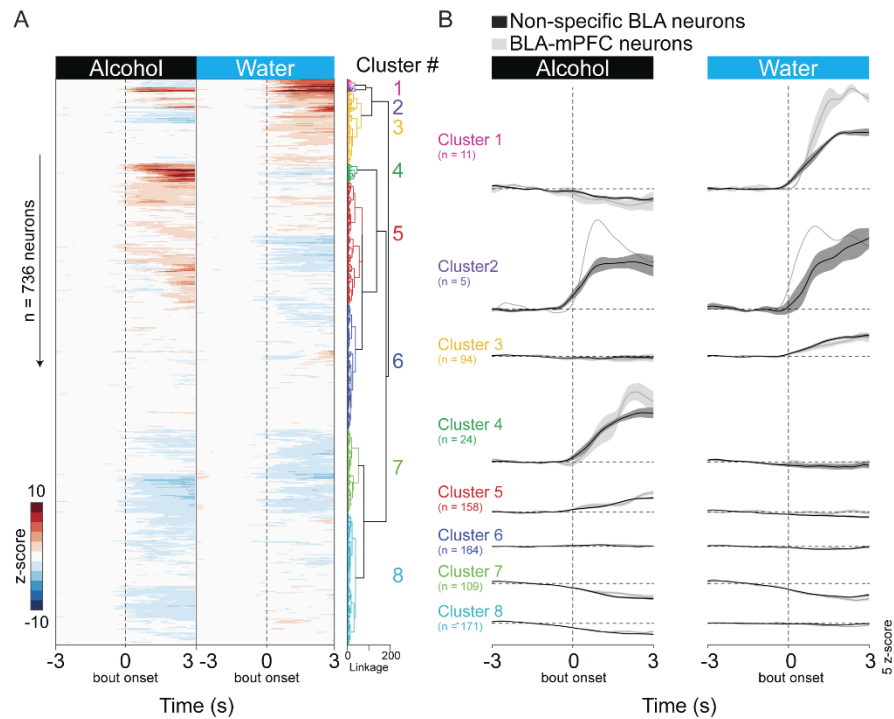 A
Alcohol
Water
Cluster #
1
2
3
4
5
6
7
8
n = 736 neurons
10
z-score
-10
-3
0
3
-3
0
3
bout onset
bout onset
0
200
Linkage
Time (s)
B
Non-specific BLA neurons
BLA-mPFC neurons
Alcohol
Water
Cluster 1
(n = 11)
Cluster2
(n = 5)
Cluster 3
(n = 94)
Cluster 4
(n = 24)
Cluster 5
(n = 158)
Cluster 6
(n = 164)
Cluster 7
(n = 109)
Cluster 8
(n = 171)
-3
0
3
-3
0
3
bout onset
bout onset
5 z-score
Time (s)
Time (s)